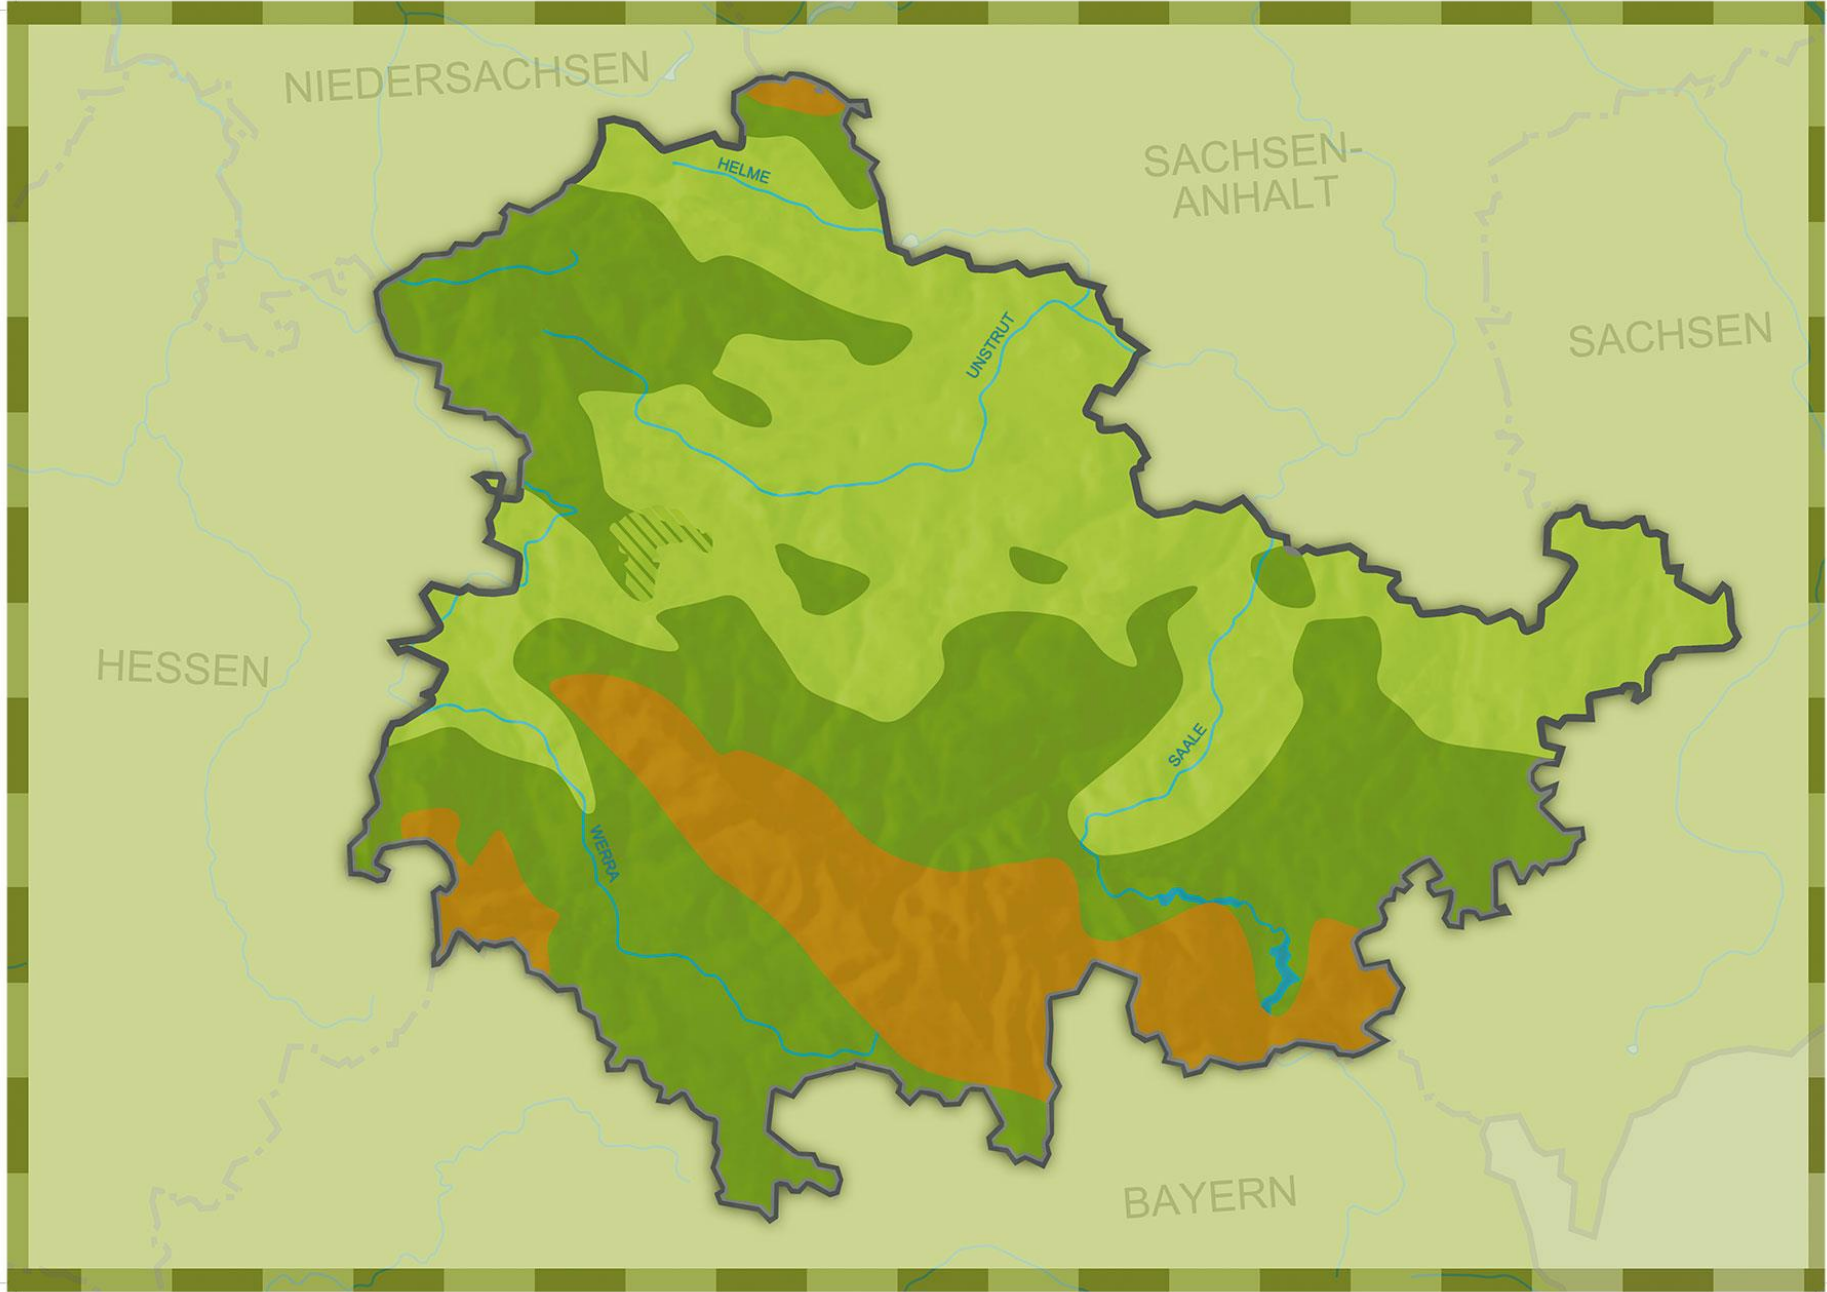 NIEDERSACHSEN
HELME
SACHSEN-
ANHALT
UNSTRUT
SACHSEN
HESSEN
SAALE
WERRA
BAYERN